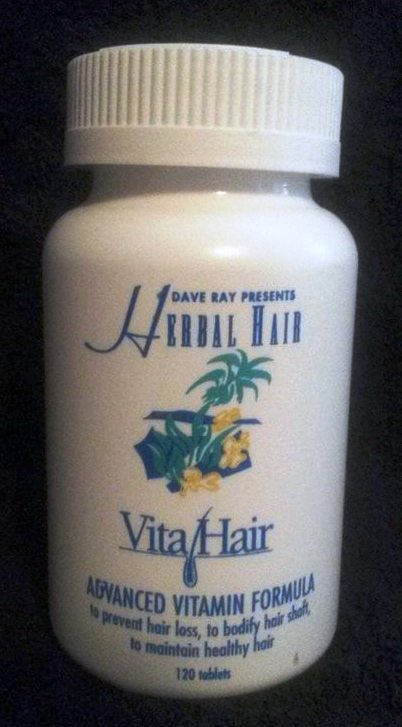 DAVE RAY PRESENTS
HERBAL HAIR
Vita Hair
ADVANCED VITAMIN FORMULA
to prevent hair loss, to bodify hair shaft,
to maintain healthy hair
120 tablets